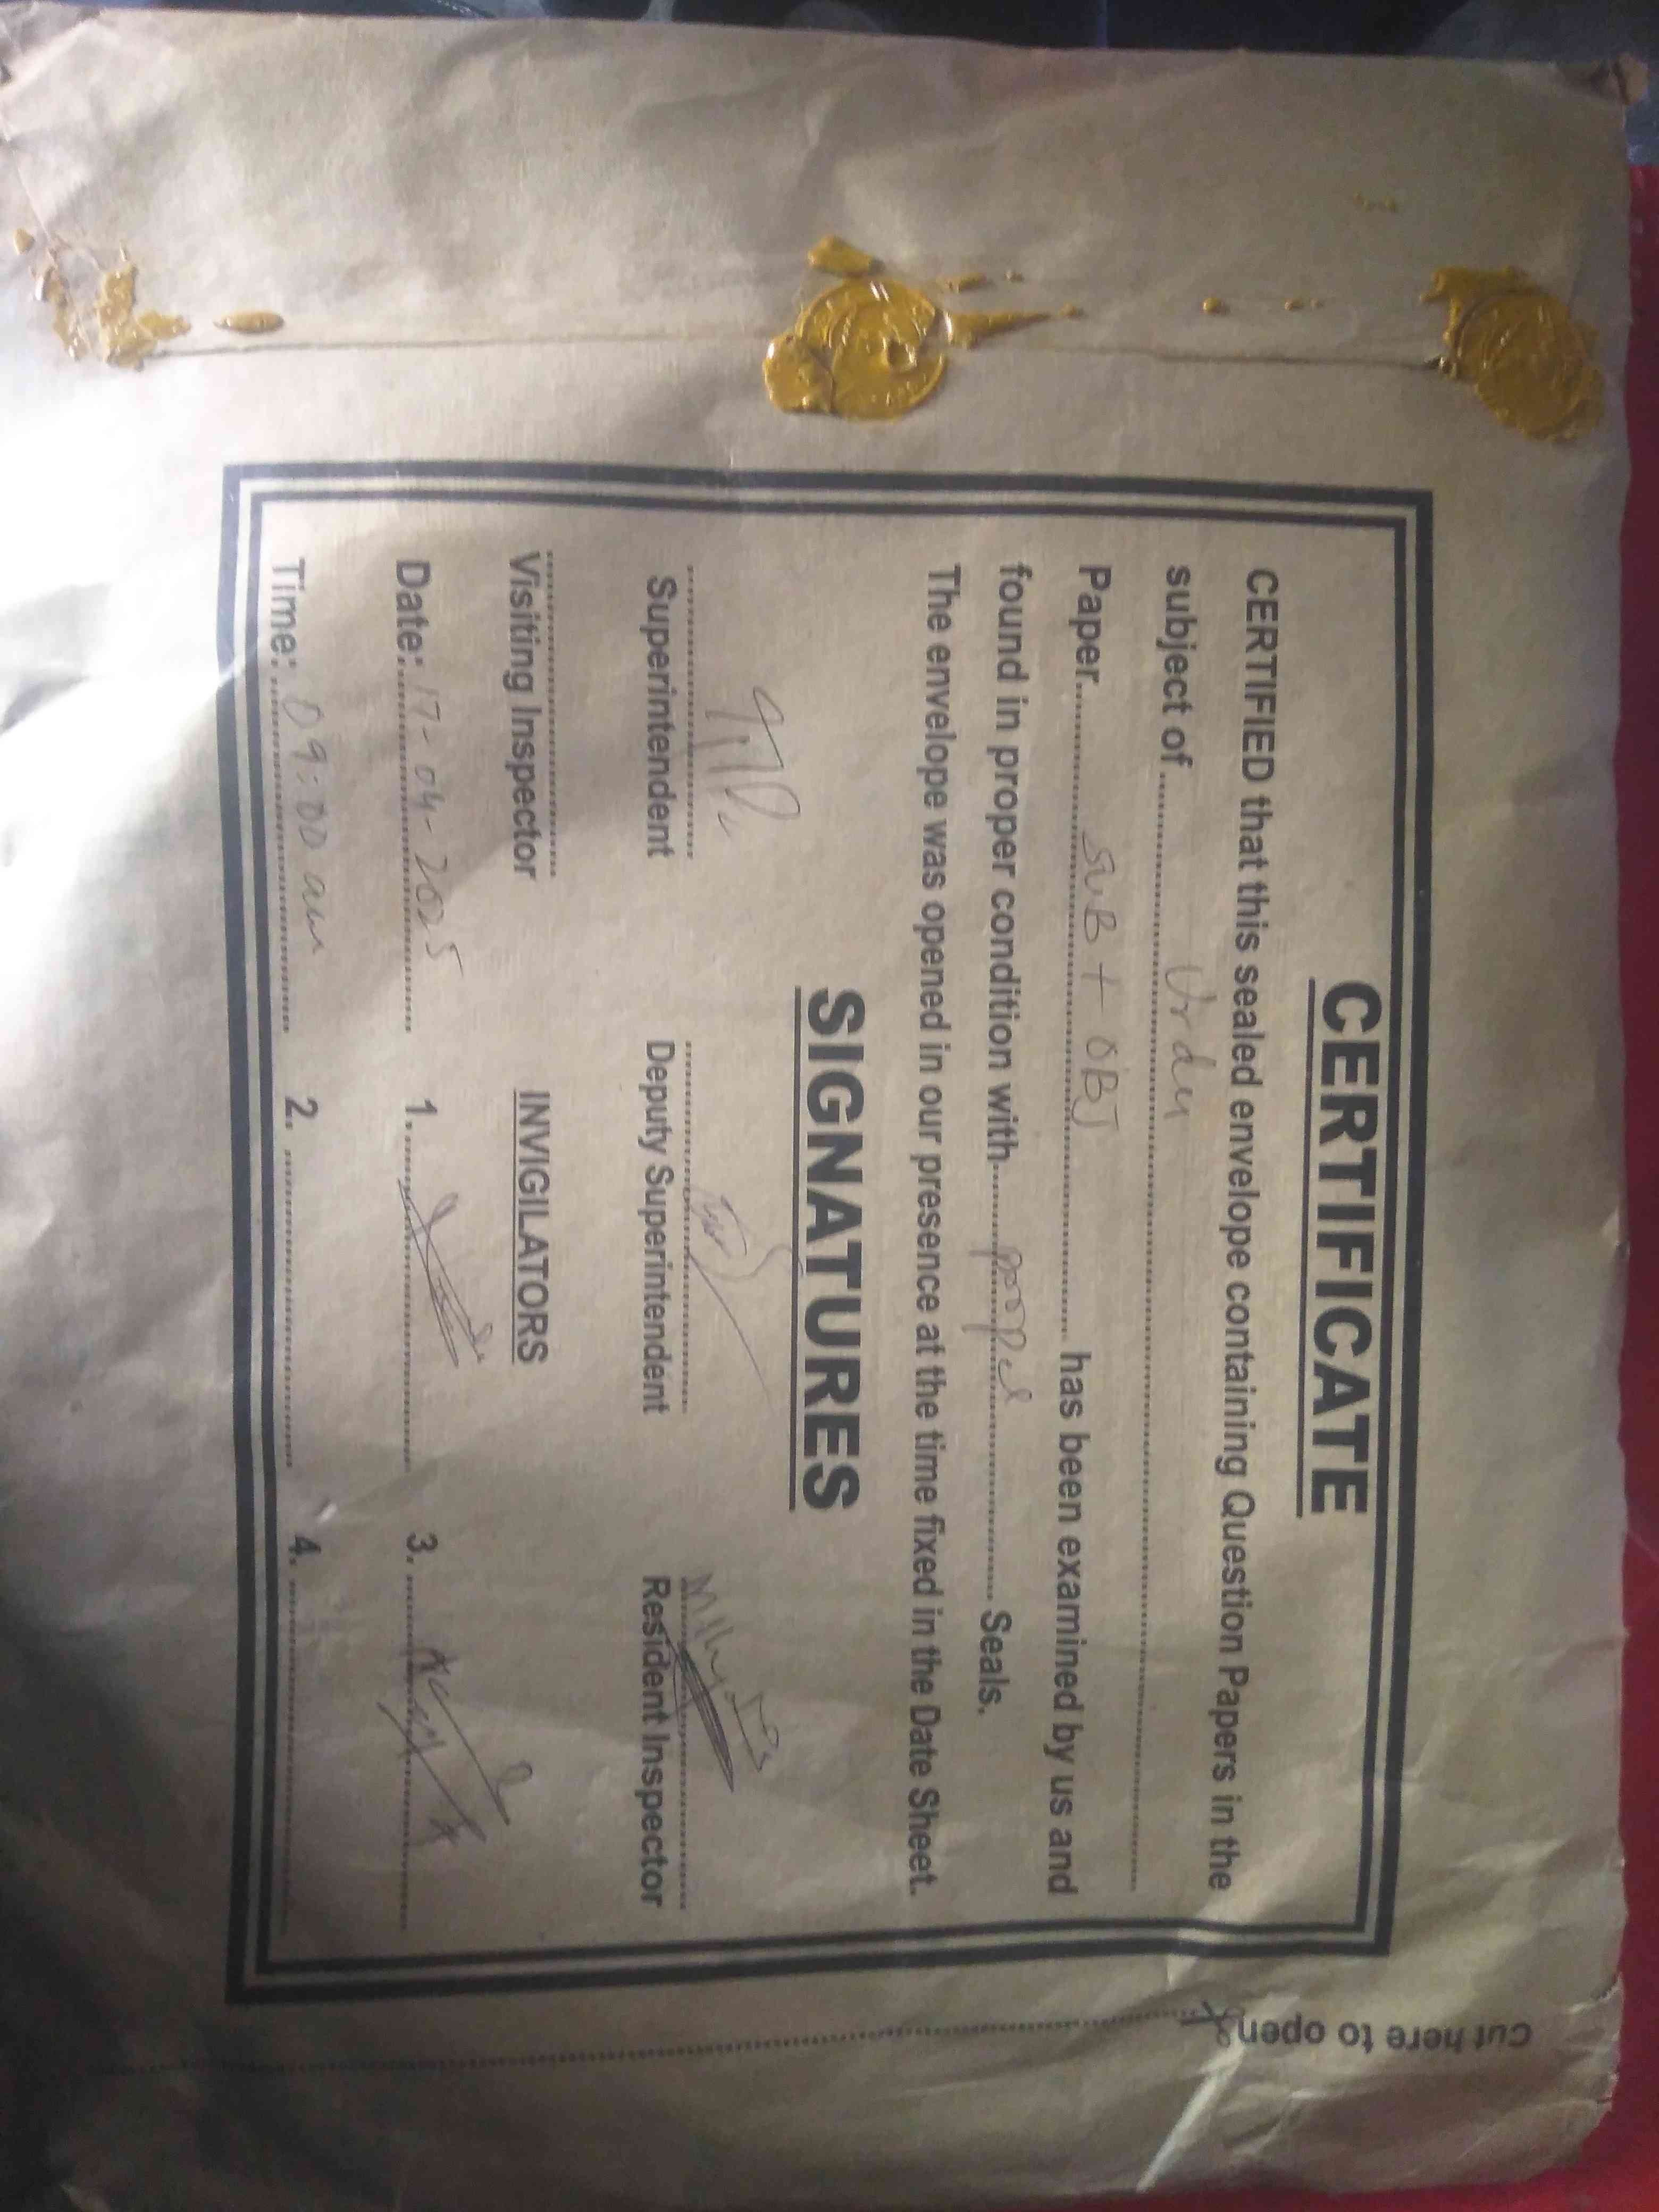 CERTIFICATE
CERTIFIED that this sealed envelope containing Question Papers in the
subject of .......... Urdu ..........
Paper.......... SUB + OBJ .......... has been examined by us and
found in proper condition with.......... proper .......... Seals.
The envelope was opened in our presence at the time fixed in the Date Sheet.
SIGNATURES
Superintendent Deputy Superintendent Resident Inspector
Visiting Inspector INVIGILATORS
Date: 17-04-2025 1. 3.
Time: 09:00 am 2. 4.
cut here to open